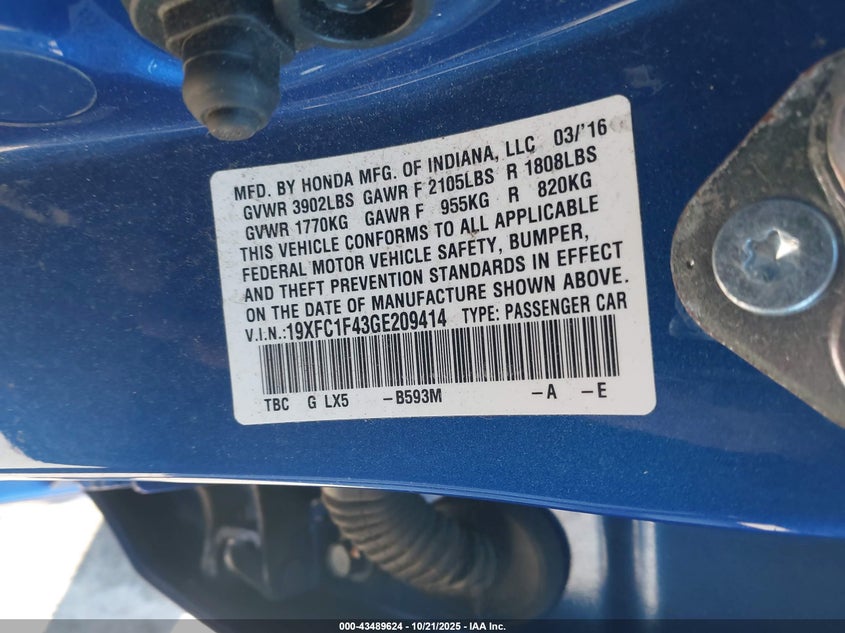 MFD. BY HONDA MFG. OF INDIANA, LLC 03/'16
GVWR 3902LBS GAWR F 2105LBS R 1808LBS
GVWR 1770KG GAWR F 955KG R 820KG
THIS VEHICLE CONFORMS TO ALL APPLICABLE
FEDERAL MOTOR VEHICLE SAFETY, BUMPER,
AND THEFT PREVENTION STANDARDS IN EFFECT
ON THE DATE OF MANUFACTURE SHOWN ABOVE.
V.I.N.:19XFC1F43GE209414 TYPE: PASSENGER CAR
TBC G LX5 -B593M -A -E
000-43489624 - 10/21/2025 - IAA Inc.